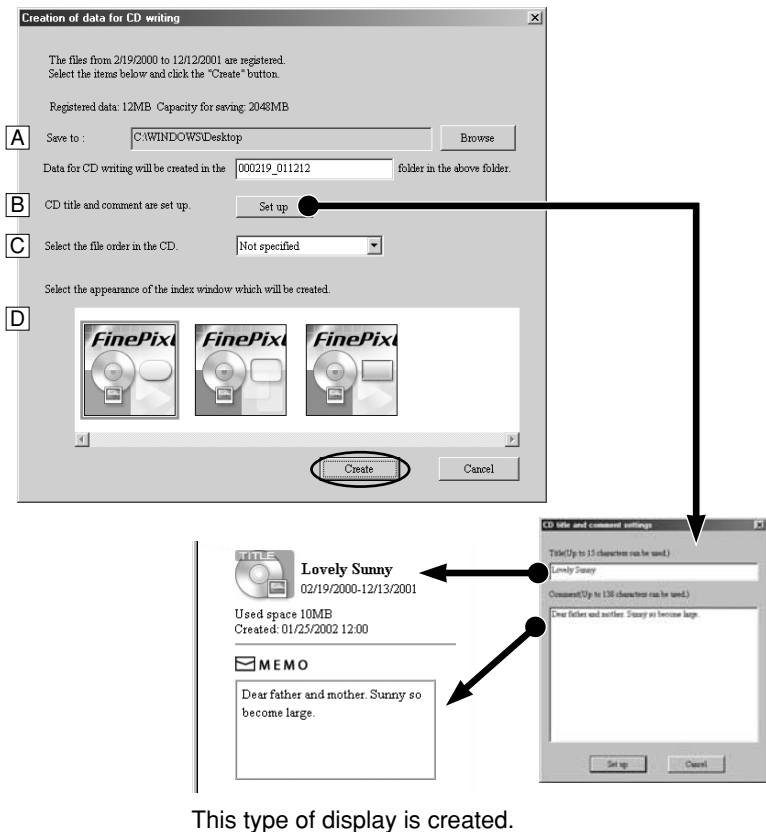 Creation of data for CD writing
The files from 2/19/2000 to 12/12/2001 are registered.
Select the items below and click the "Create" button.
Registered data: 12MB Capacity for saving: 2048MB
A Save to : C:\WINDOWS\Desktop Browse
Data for CD writing will be created in the 000219_011212 folder in the above folder.
B CD title and comment are set up. Set up
C Select the file order in the CD. Not specified
Select the appearance of the index window which will be created.
D
FinePix FinePix FinePix
Create Cancel
CD title and comment settings
Title(Up to 15 characters can be used.)
Lovely Sunny
Comment(Up to 138 characters can be used.)
Dear father and mother. Sunny so become large.
Set up Cancel
TITLE
Lovely Sunny
02/19/2000-12/13/2001
Used space 10MB
Created: 01/25/2002 12:00
MEMO
Dear father and mother. Sunny so
become large.
This type of display is created.